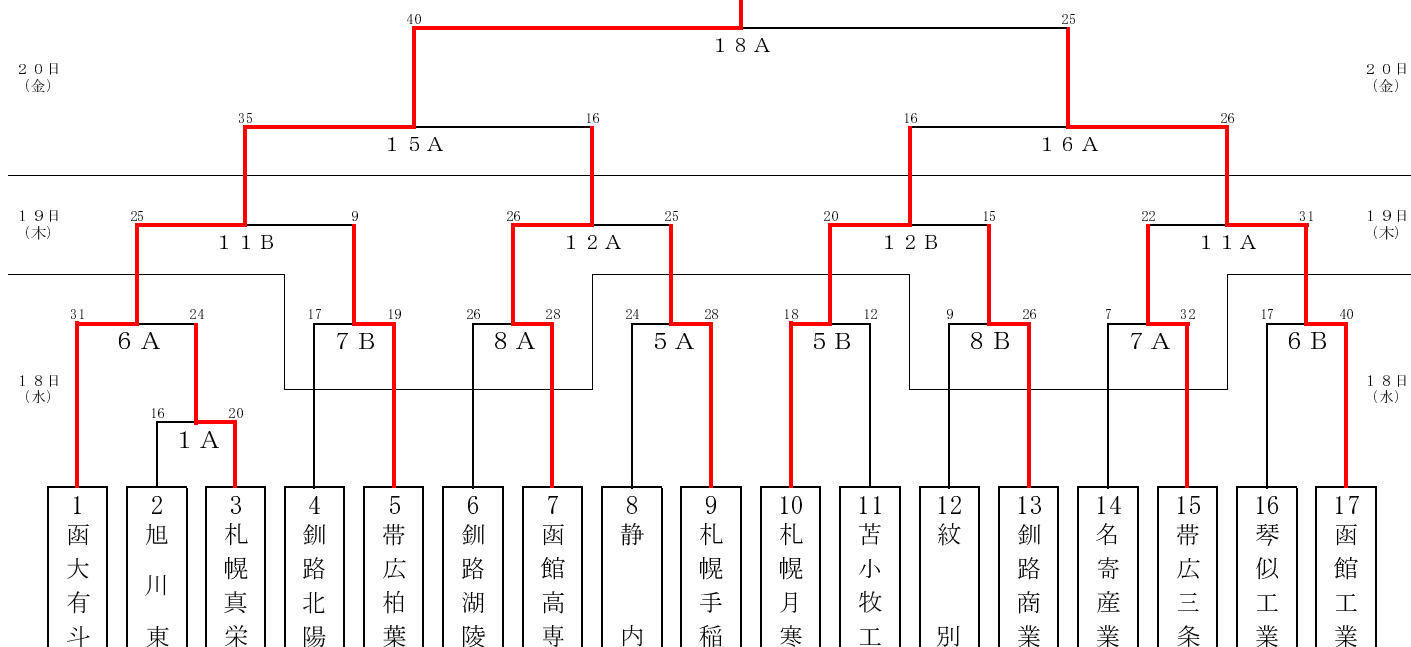 40 25
18A
20日 20日
(金) (金)
35 16 16 26
15A 16A
19日 25 9 26 25 20 15 22 31 19日
(木) (木)
11B 12A 12B 11A
31 24 17 19 26 28 24 28 18 12 9 26 7 32 17 40
6A 7B 8A 5A 5B 8B 7A 6B
18日 18日
(水) (水)
16 20
1A
1 函大有斗
2 旭川東
3 札幌真栄
4 釧路北陽
5 帯広柏葉
6 釧路湖陵
7 函館高専
8 静内
9 札幌手稲
10 札幌月寒
11 苫小牧工
12 紋別
13 釧路商業
14 名寄産業
15 帯広三条
16 琴似工業
17 函館工業